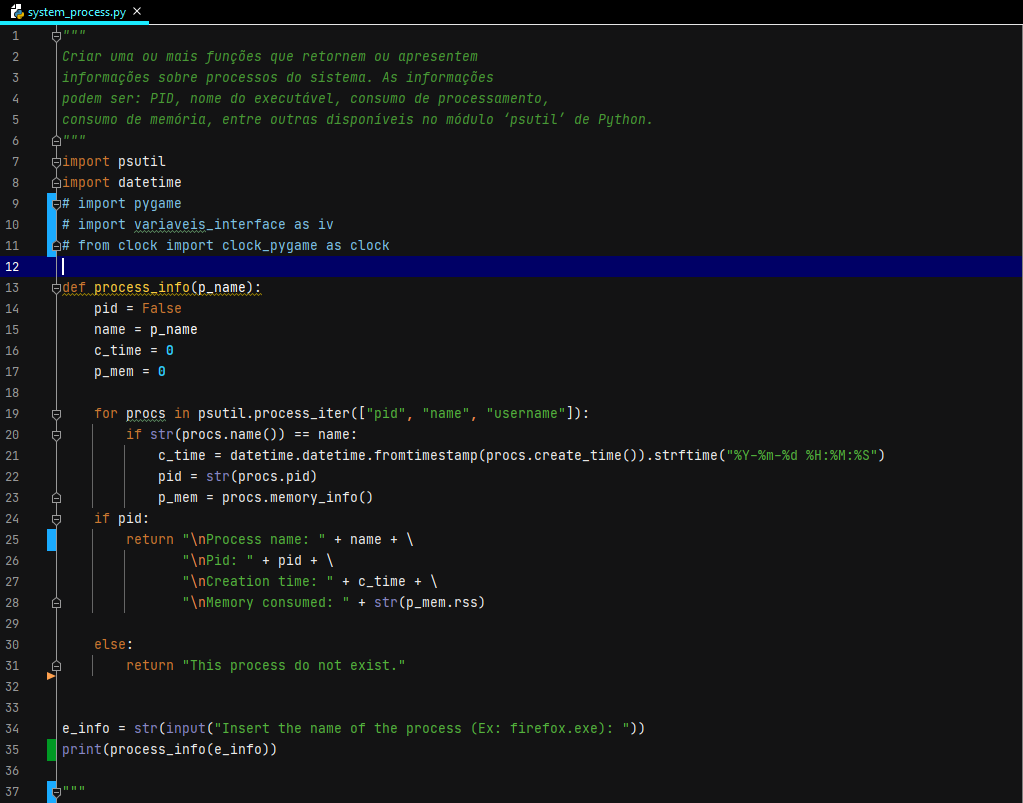 system_process.py
1 """
2 Criar uma ou mais funções que retornem ou apresentem
3 informações sobre processos do sistema. As informações
4 podem ser: PID, nome do executável, consumo de processamento,
5 consumo de memória, entre outras disponíveis no módulo ‘psutil’ de Python.
6 """
7 import psutil
8 import datetime
9 # import pygame
10 # import variaveis_interface as iv
11 # from clock import clock_pygame as clock
12
13 def process_info(p_name):
14     pid = False
15     name = p_name
16     c_time = 0
17     p_mem = 0
18
19     for procs in psutil.process_iter(["pid", "name", "username"]):
20         if str(procs.name()) == name:
21             c_time = datetime.datetime.fromtimestamp(procs.create_time()).strftime("%Y-%m-%d %H:%M:%S")
22             pid = str(procs.pid)
23             p_mem = procs.memory_info()
24     if pid:
25         return "\nProcess name: " + name + \
26                "\nPid: " + pid + \
27                "\nCreation time: " + c_time + \
28                "\nMemory consumed: " + str(p_mem.rss)
29
30     else:
31         return "This process do not exist."
32
33
34 e_info = str(input("Insert the name of the process (Ex: firefox.exe): "))
35 print(process_info(e_info))
36
37 """